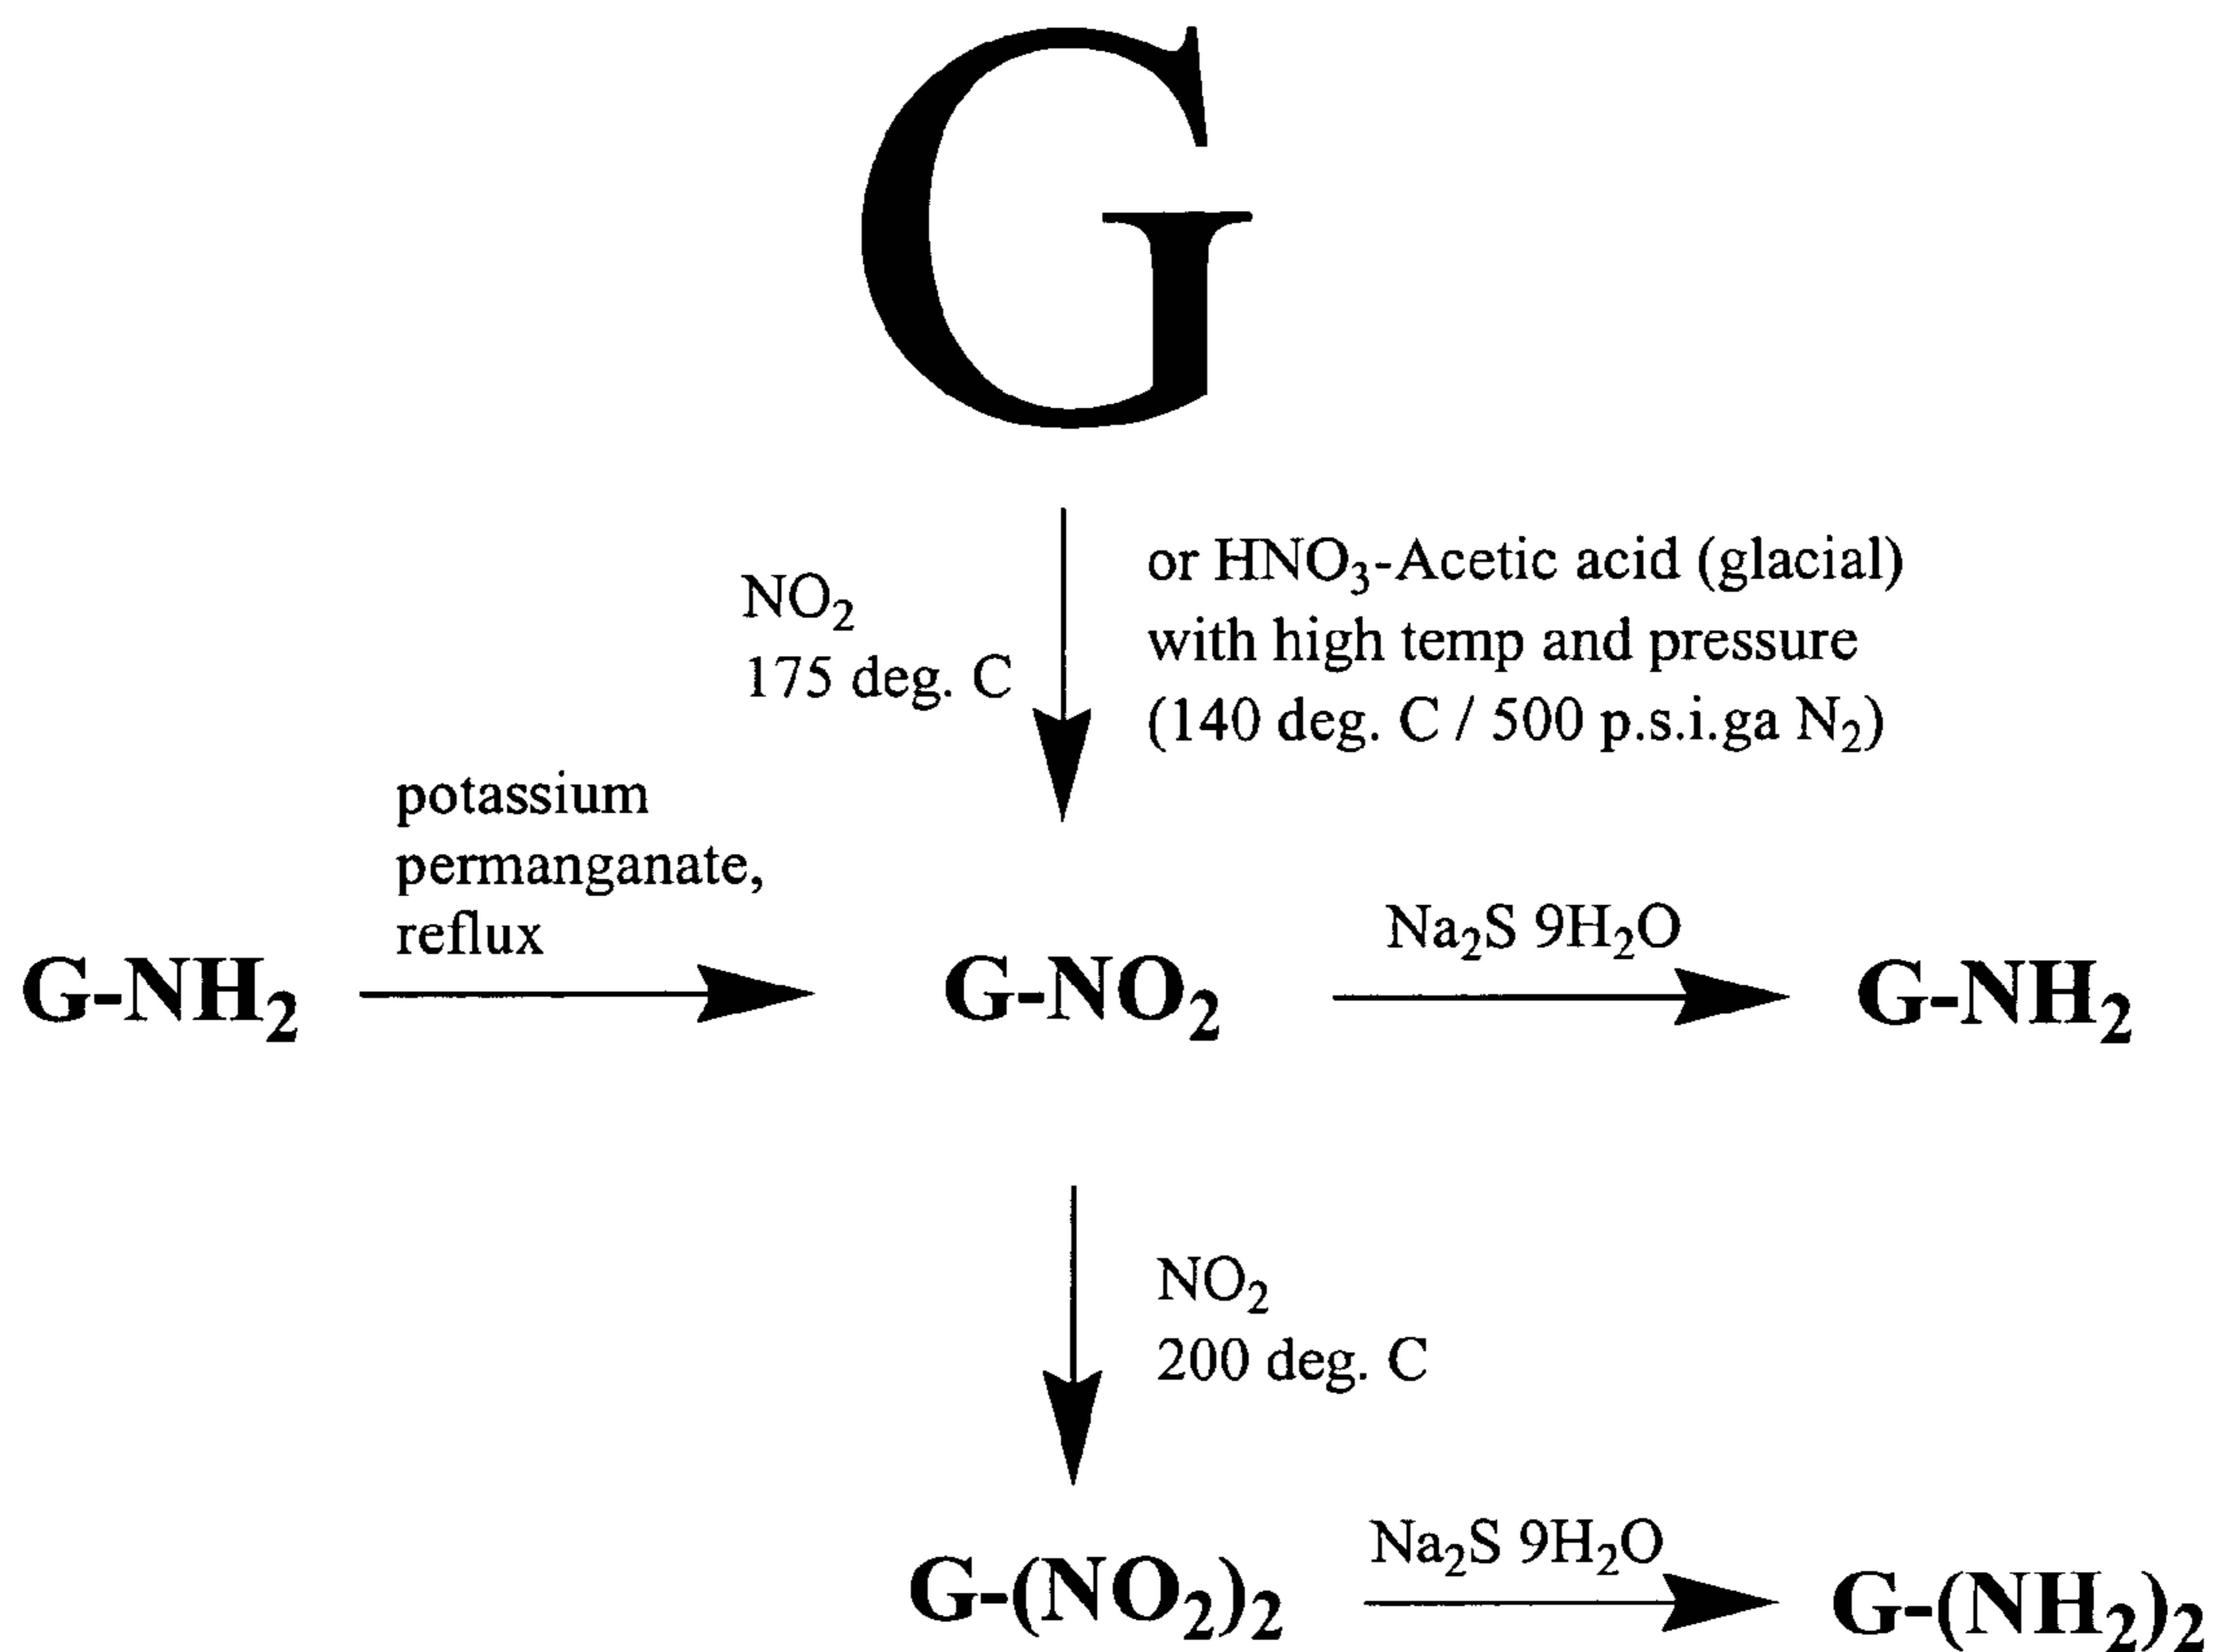 G
NO₂
175 deg. C
or HNO₃-Acetic acid (glacial)
with high temp and pressure
(140 deg. C / 500 p.s.i.ga N₂)
potassium
permanganate,
reflux
G-NH₂
G-NO₂
Na₂S 9H₂O
G-NH₂
NO₂
200 deg. C
G-(NO₂)₂
Na₂S 9H₂O
G-(NH₂)₂